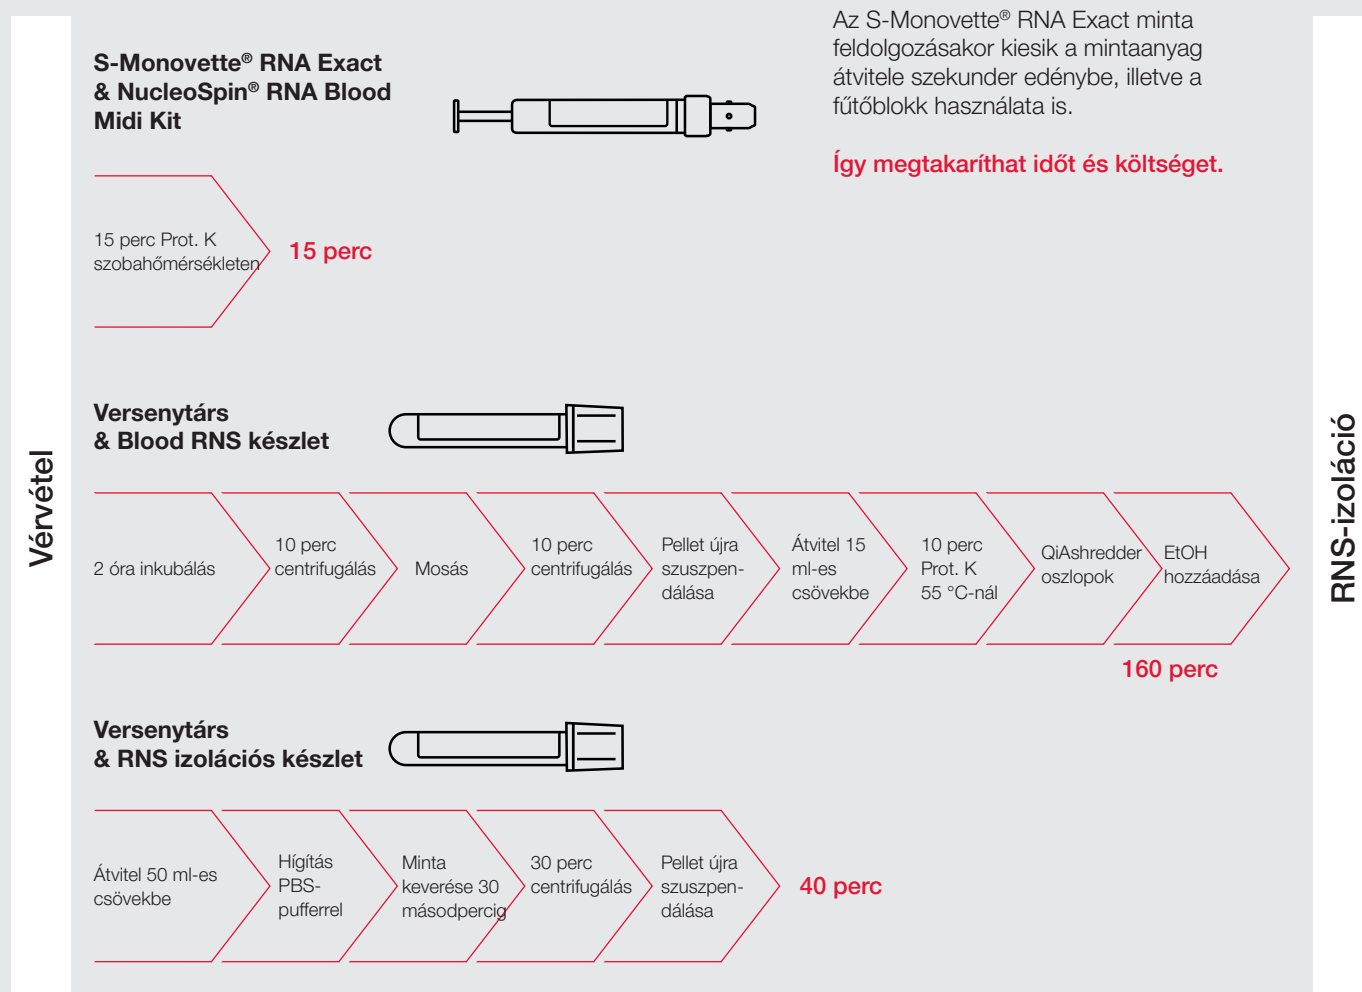 Vérvétel
S-Monovette® RNA Exact
& NucleoSpin® RNA Blood
Midi Kit
Az S-Monovette® RNA Exact minta
feldolgozásakor kiesik a mintaanyag
átvitele szekunder edénybe, illetve a
fűtőblokk használata is.
Így megtakaríthat időt és költséget.
15 perc Prot. K
szobahőmérsékleten
15 perc
Versenytárs
& Blood RNS készlet
2 óra inkubálás
10 perc
centrifugálás
Mosás
10 perc
centrifugálás
Pellet újra
szuszpen-
dálása
Átvitel 15
ml-es
csövekbe
10 perc
Prot. K
55 °C-nál
QiAshredder
oszlopok
EtOH
hozzáadása
160 perc
Versenytárs
& RNS izolációs készlet
Átvitel 50 ml-es
csövekbe
Hígítás
PBS-
pufferrel
Minta
keverése 30
másodpercig
30 perc
centrifugálás
Pellet újra
szuszpen-
dálása
40 perc
RNS-izoláció